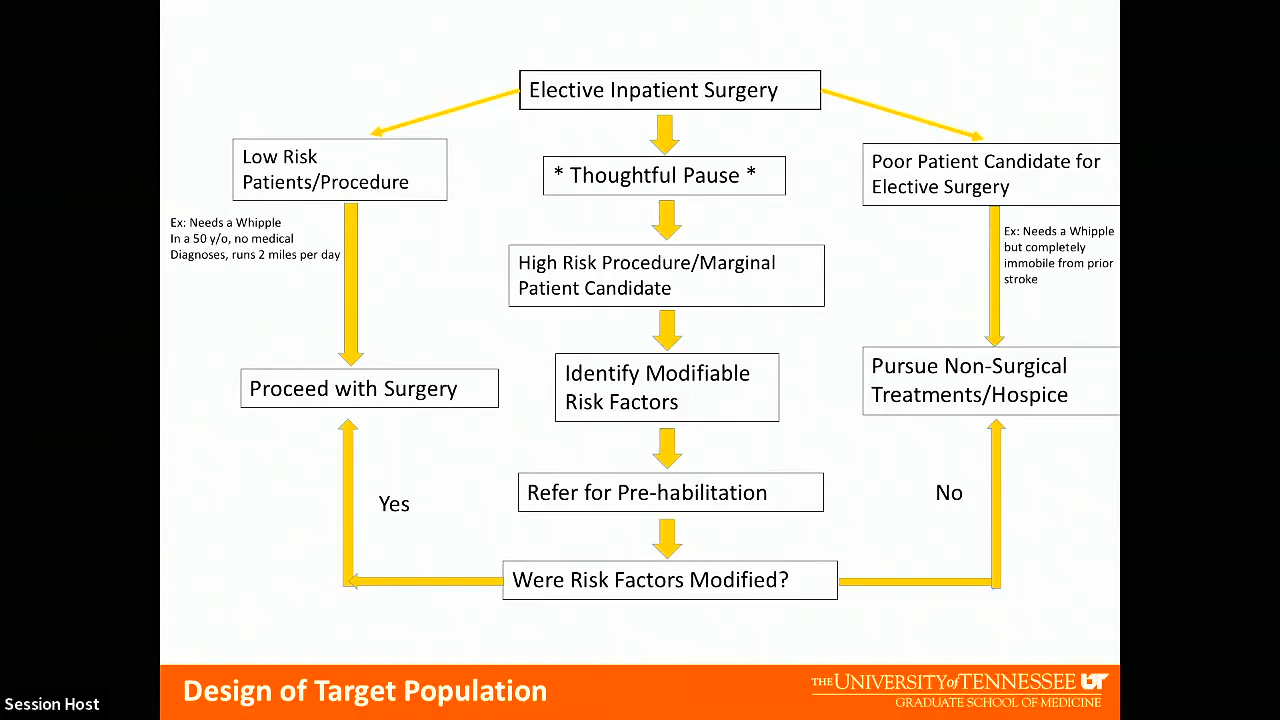 Elective Inpatient Surgery
Low Risk
Patients/Procedure
* Thoughtful Pause *
Poor Patient Candidate for
Elective Surgery
Ex: Needs a Whipple
In a 50 y/o, no medical
Diagnoses, runs 2 miles per day
High Risk Procedure/Marginal
Patient Candidate
Ex: Needs a Whipple
but completely
immobile from prior
stroke
Proceed with Surgery
Identify Modifiable
Risk Factors
Pursue Non-Surgical
Treatments/Hospice
Yes
Refer for Pre-habilitation
No
Were Risk Factors Modified?
Design of Target Population
THE UNIVERSITY of TENNESSEE UT
GRADUATE SCHOOL OF MEDICINE
Session Host